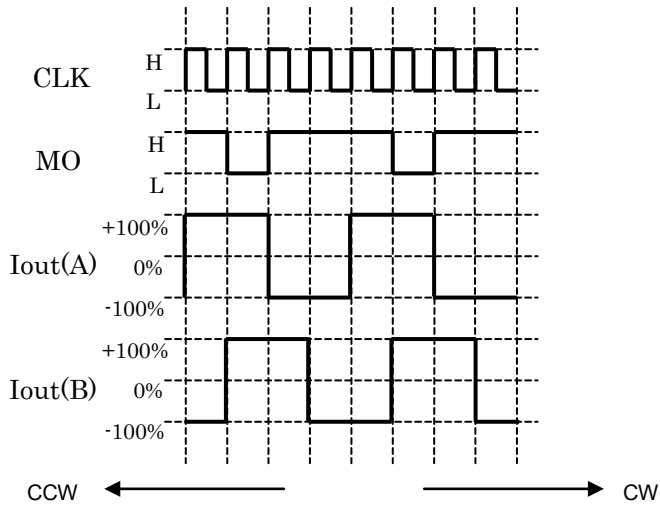 H
CLK
L
H
MO
L
+100%
Iout(A)
0%
-100%
+100%
Iout(B)
0%
-100%
CCW
CW